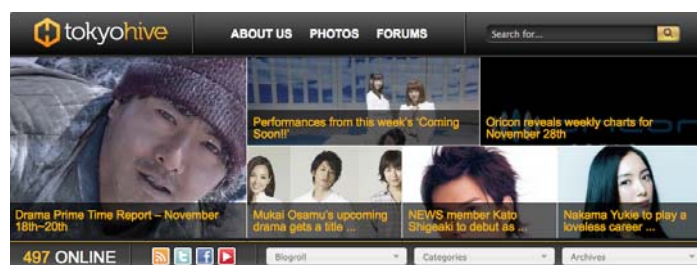 tokyohive
ABOUT US PHOTOS FORUMS
Search for...
Performances from this week's 'Coming
Soon!!'
Oricon reveals weekly charts for
November 28th
Drama Prime Time Report – November
18th~20th
Mukai Osamu's upcoming
drama gets a title ...
NEWS member Kato
Shigeaki to debut as ...
Nakama Yukie to play a
loveless career ...
497 ONLINE
Blogroll
Categories
Archives